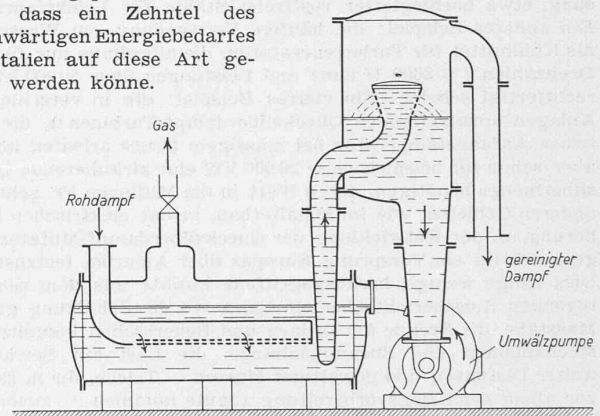 dass ein Zehntel des
wärtigen Energiebedarfes
talien auf diese Art ge-
werden könne.
Gas
Rohdampf
gereinigter
Dampf
Umwälzpumpe